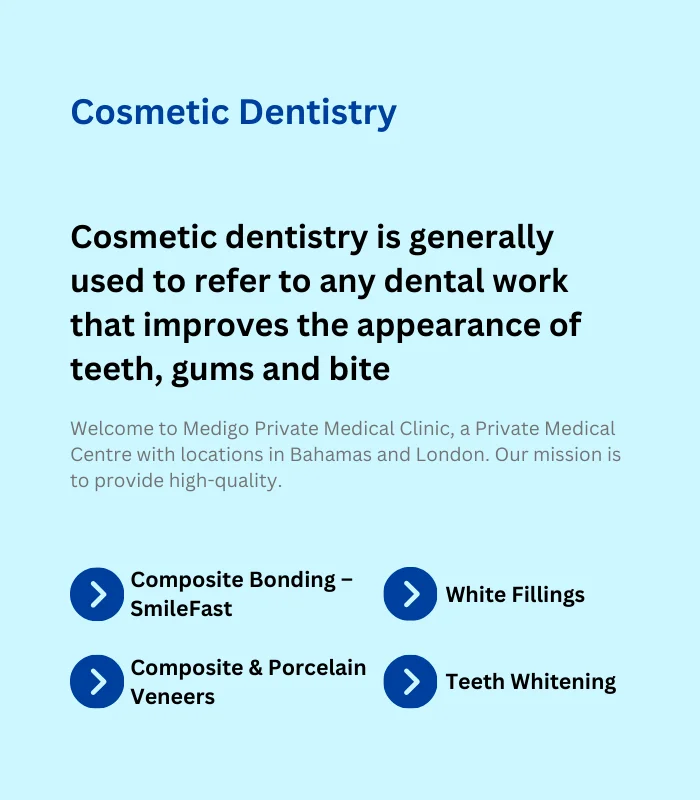 Cosmetic Dentistry
Cosmetic dentistry is generally
used to refer to any dental work
that improves the appearance of
teeth, gums and bite
Welcome to Medigo Private Medical Clinic, a Private Medical
Centre with locations in Bahamas and London. Our mission is
to provide high-quality.
Composite Bonding –
SmileFast
White Fillings
Composite & Porcelain
Veneers
Teeth Whitening